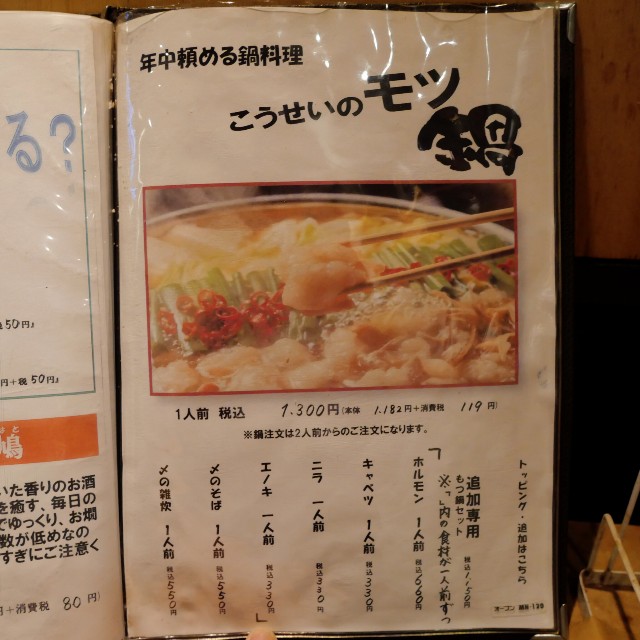 年中頼める鍋料理
こうせいのモツ鍋
1人前 税込 1,300円(本体 1,182円+消費税 119円)
※鍋注文は2人前からのご注文になります。
トッピング・追加はこちら
追加専用
もつ鍋セット 税込1,150
※「」内の食材が一人前ずつ
「ホルモン 1人前 税込660
キャベツ 1人前 税込330
ニラ 一人前 税込330
エノキ 一人前 税込330」
〆のそば 1人前 税込550
〆の雑炊 1人前 税込550円
る?
50円』
円+税 50円』
嶋
いた香りのお酒
を癒す、毎日の
でゆっくり、お燗
数が低めなの
すぎにご注意く
円+消費税 80円)